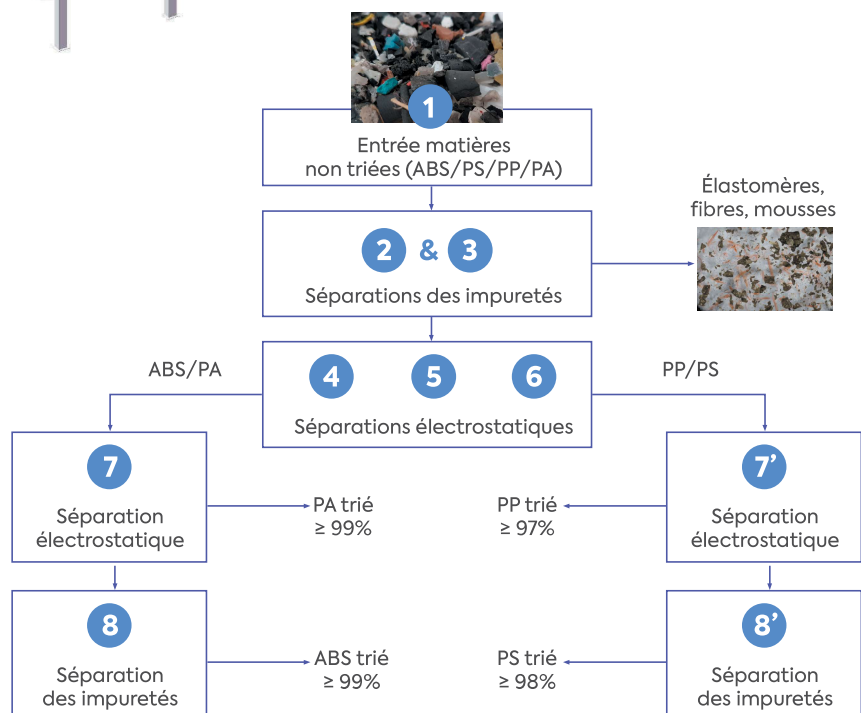 1
Entrée matières
non triées (ABS/PS/PP/PA)
Élastomères,
fibres, mousses
2 & 3
Séparations des impuretés
ABS/PA
4 5 6
PP/PS
Séparations électrostatiques
7
Séparation
électrostatique
PA trié
≥ 99%
PP trié
≥ 97%
7’
Séparation
électrostatique
8
Séparation
des impuretés
ABS trié
≥ 99%
PS trié
≥ 98%
8’
Séparation
des impuretés